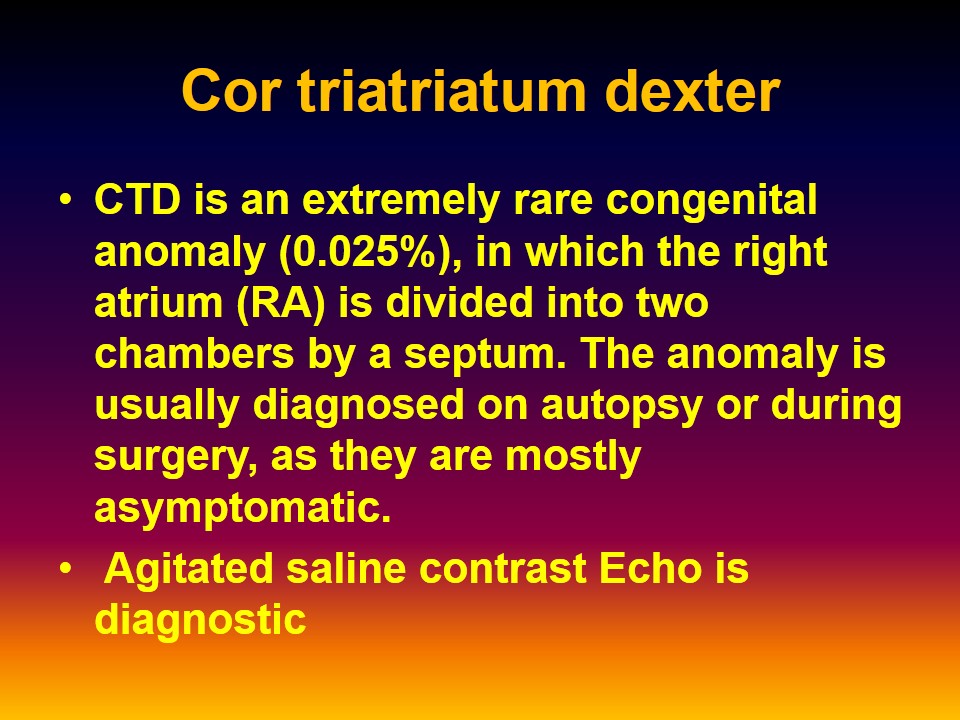 Cor triatriatum dexter
• CTD is an extremely rare congenital
anomaly (0.025%), in which the right
atrium (RA) is divided into two
chambers by a septum. The anomaly is
usually diagnosed on autopsy or during
surgery, as they are mostly
asymptomatic.
• Agitated saline contrast Echo is
diagnostic